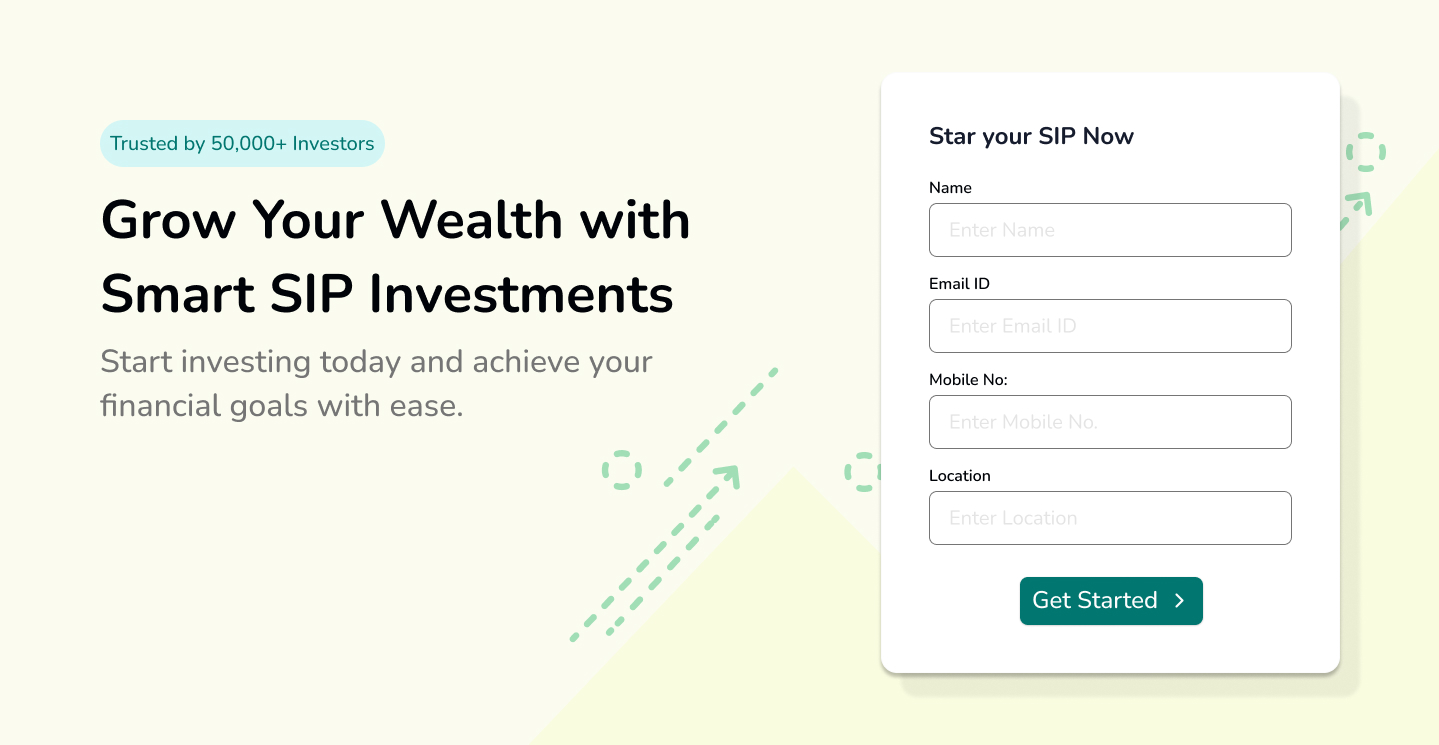 Trusted by 50,000+ Investors
Grow Your Wealth with
Smart SIP Investments
Start investing today and achieve your
financial goals with ease.
Star your SIP Now
Name
Enter Name
Email ID
Enter Email ID
Mobile No:
Enter Mobile No.
Location
Enter Location
Get Started